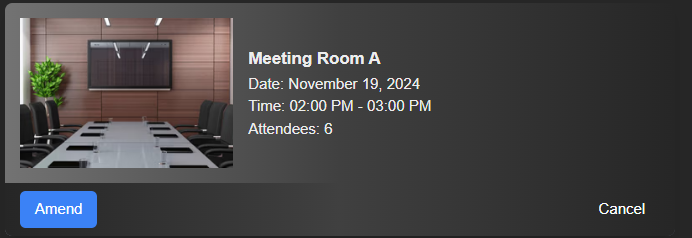 Meeting Room A
Date: November 19, 2024
Time: 02:00 PM - 03:00 PM
Attendees: 6
Amend
Cancel